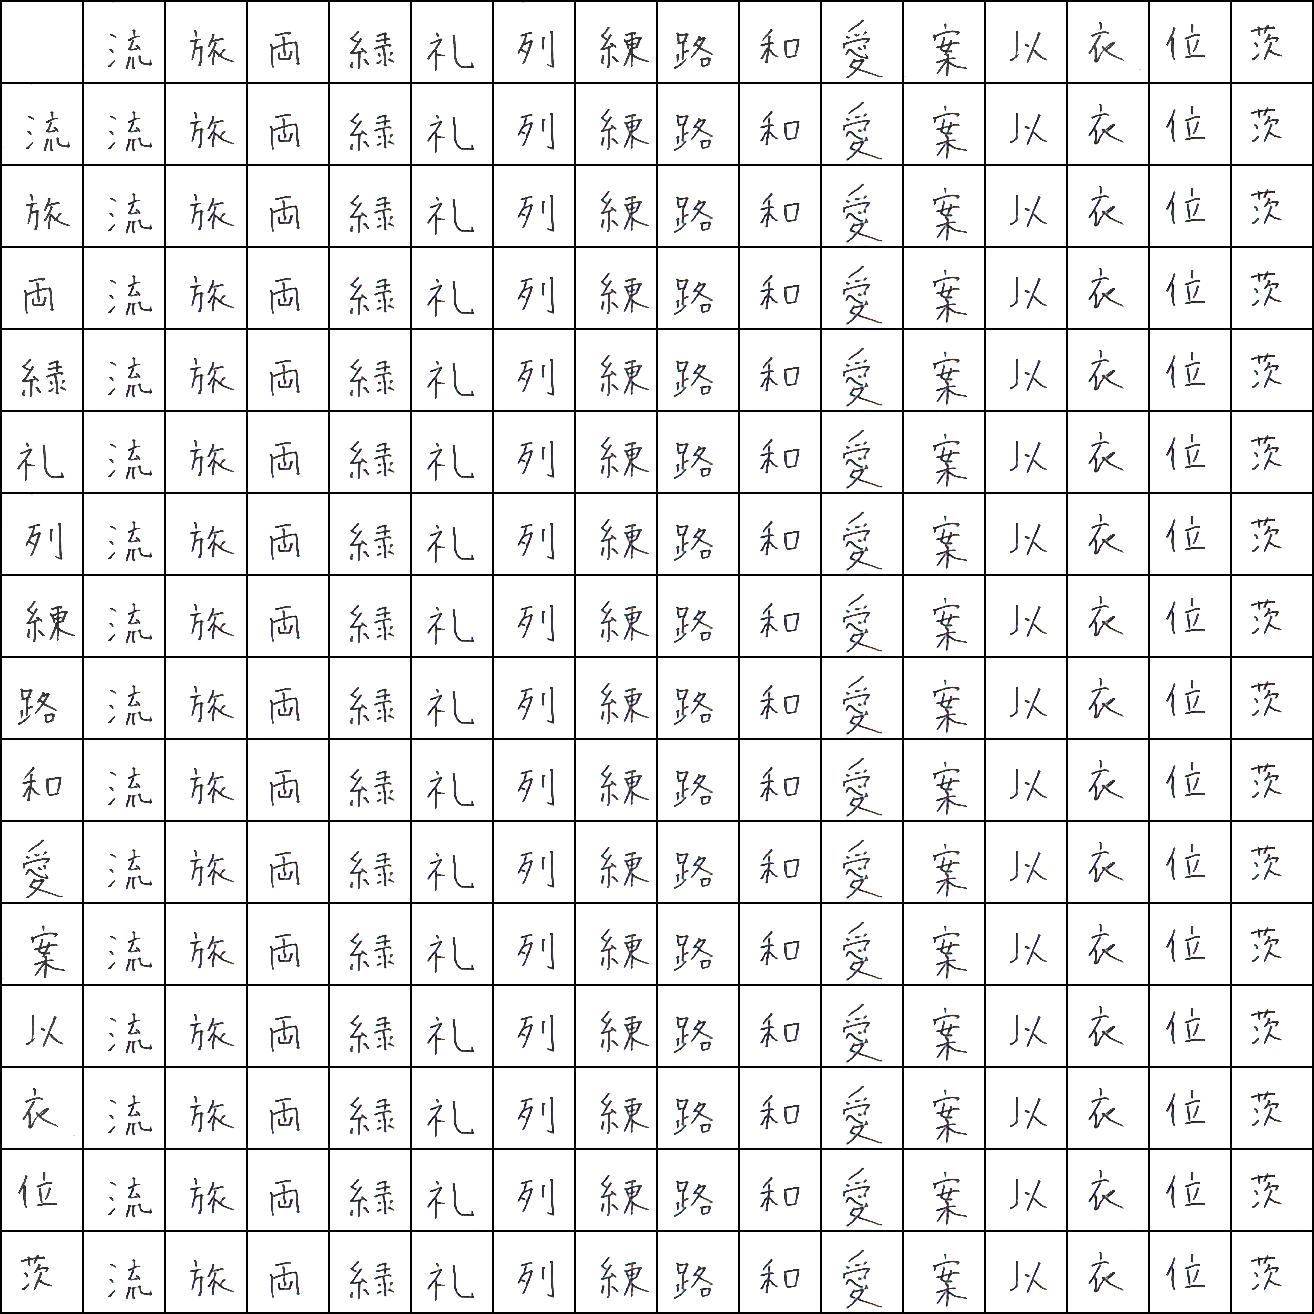 流 旅 両 緑 礼 列 練 路 和 愛 案 以 衣 位 茨
流 流 旅 両 緑 礼 列 練 路 和 愛 案 以 衣 位 茨
旅 流 旅 両 緑 礼 列 練 路 和 愛 案 以 衣 位 茨
両 流 旅 両 緑 礼 列 練 路 和 愛 案 以 衣 位 茨
緑 流 旅 両 緑 礼 列 練 路 和 愛 案 以 衣 位 茨
礼 流 旅 両 緑 礼 列 練 路 和 愛 案 以 衣 位 茨
列 流 旅 両 緑 礼 列 練 路 和 愛 案 以 衣 位 茨
練 流 旅 両 緑 礼 列 練 路 和 愛 案 以 衣 位 茨
路 流 旅 両 緑 礼 列 練 路 和 愛 案 以 衣 位 茨
和 流 旅 両 緑 礼 列 練 路 和 愛 案 以 衣 位 茨
愛 流 旅 両 緑 礼 列 練 路 和 愛 案 以 衣 位 茨
案 流 旅 両 緑 礼 列 練 路 和 愛 案 以 衣 位 茨
以 流 旅 両 緑 礼 列 練 路 和 愛 案 以 衣 位 茨
衣 流 旅 両 緑 礼 列 練 路 和 愛 案 以 衣 位 茨
位 流 旅 両 緑 礼 列 練 路 和 愛 案 以 衣 位 茨
茨 流 旅 両 緑 礼 列 練 路 和 愛 案 以 衣 位 茨